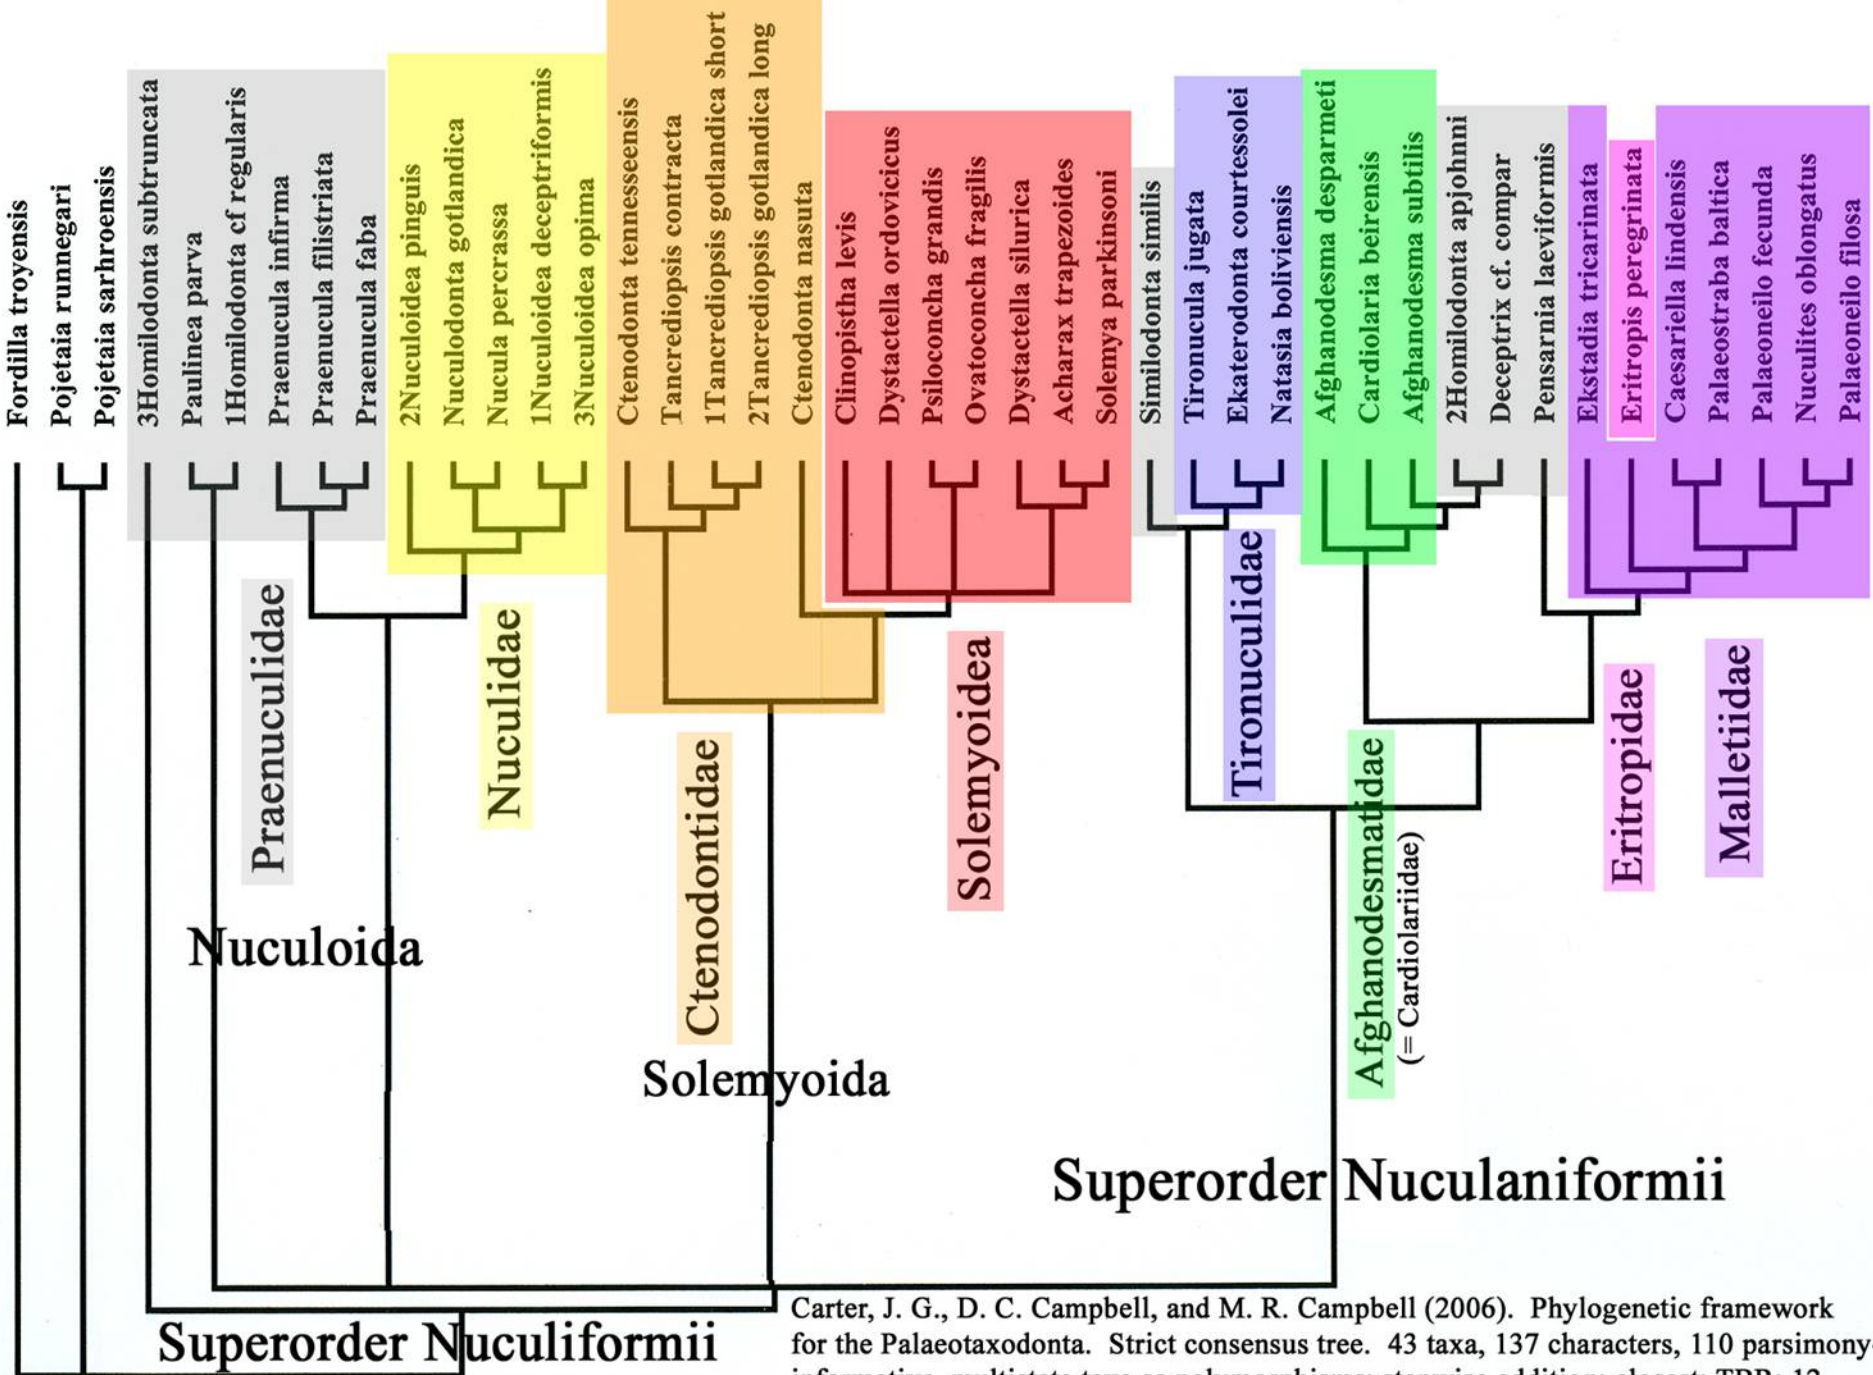 Fordilla troyensis
Pojetaia runnegari
Pojetaia sarhroensis
3Homilodonta subtruncata
Paulinea parva
1Homilodonta cf regularis
Praenucula infirma
Praenucula filistriata
Praenucula faba
2Nuculoidea pinguis
Nuculodonta gotlandica
Nucula percrassa
1Nuculoidea deceptriformis
3Nuculoidea opima
Ctenodonta tennesseensis
Tancrediopsis contracta
1Tancrediopsis gotlandica short
2Tancrediopsis gotlandica long
Ctenodonta nasuta
Clinopistha levis
Dystactella ordovicicus
Psiloconcha grandis
Ovatoconcha fragilis
Dystactella silurica
Acharax trapezoides
Solemya parkinsoni
Similodonta similis
Tironucula jugata
Ekaterodonta courtessolei
Natasia boliviensis
Afghanodesma desparmeti
Cardiolaria beirensis
Afghanodesma subtilis
2Homilodonta apjohnni
Deceptrix cf. compar
Pensarnia laeviformis
Ekstadia tricarinata
Eritropis peregrinata
Caesariella lindensis
Palaeostraba baltica
Palaeoneilo fecunda
Nuculites oblongatus
Palaeoneilo filosa
Praenuculidae
Nuculidae
Ctenodontidae
Solemyoidea
Tironuculidae
Afghanodesmatidae
(= Cardiolariidae)
Eritropidae
Malletiidae
Nuculoida
Solemyoida
Superorder Nuculaniformii
Superorder Nuculiformii
Carter, J. G., D. C. Campbell, and M. R. Campbell (2006). Phylogenetic framework
for the Palaeotaxodonta. Strict consensus tree. 43 taxa, 137 characters, 110 parsimony-